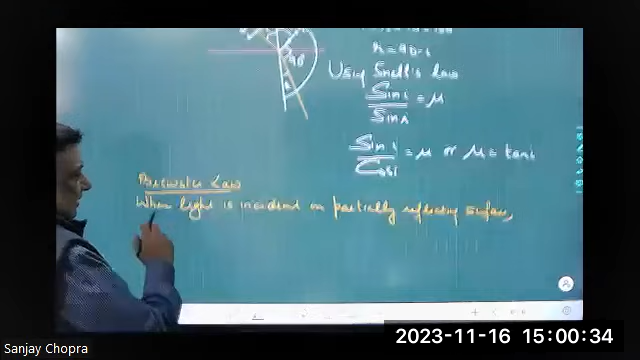 r = 90-i
Using Snell's law
Sin i / Sin r = μ
Sin i / Cos i = μ or μ = tan i
Brewster Law
When light is incident on partially reflecting surface,
Sanjay Chopra
2023-11-16 15:00:34